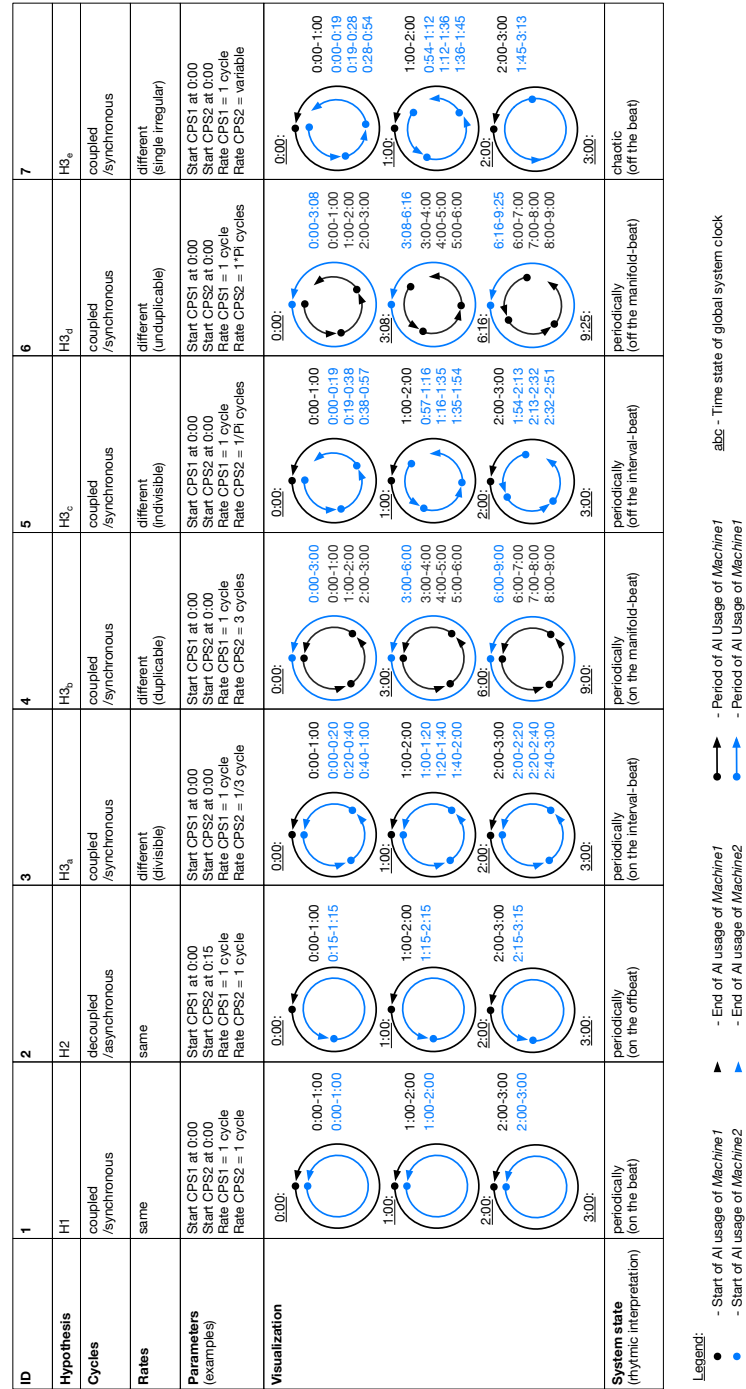 ID
1
2
3
4
5
6
7
Hypothesis
H1
H2
H3a
H3b
H3c
H3d
H3e
Cycles
coupled
/synchronous
decoupled
/asynchronous
coupled
/synchronous
coupled
/synchronous
coupled
/synchronous
coupled
/synchronous
coupled
/synchronous
Rates
same
same
different
(divisible)
different
(duplicable)
different
(indivisible)
different
(unduplicable)
different
(single irregular)
Parameters
(examples)
Start CPS1 at 0:00
Start CPS2 at 0:00
Rate CPS1 = 1 cycle
Rate CPS2 = 1 cycle
Start CPS1 at 0:00
Start CPS2 at 0:15
Rate CPS1 = 1 cycle
Rate CPS2 = 1 cycle
Start CPS1 at 0:00
Start CPS2 at 0:00
Rate CPS1 = 1 cycle
Rate CPS2 = 1/3 cycle
Start CPS1 at 0:00
Start CPS2 at 0:00
Rate CPS1 = 1 cycle
Rate CPS2 = 3 cycles
Start CPS1 at 0:00
Start CPS2 at 0:00
Rate CPS1 = 1 cycle
Rate CPS2 = 1/Pi cycles
Start CPS1 at 0:00
Start CPS2 at 0:00
Rate CPS1 = 1 cycle
Rate CPS2 = 1*Pi cycles
Start CPS1 at 0:00
Start CPS2 at 0:00
Rate CPS1 = 1 cycle
Rate CPS2 = variable
Visualization
0:00:
0:00-1:00
0:00-1:00
1:00:
1:00-2:00
1:00-2:00
2:00:
2:00-3:00
2:00-3:00
3:00:
0:00:
0:00-1:00
0:15-1:15
1:00:
1:00-2:00
1:15-2:15
2:00:
2:00-3:00
2:15-3:15
3:00:
0:00:
0:00-1:00
0:00-0:20
0:20-0:40
0:40-1:00
1:00:
1:00-2:00
1:00-1:20
1:20-1:40
1:40-2:00
2:00:
2:00-3:00
2:00-2:20
2:20-2:40
2:40-3:00
3:00:
0:00:
0:00-3:00
0:00-1:00
1:00-2:00
2:00-3:00
3:00:
3:00-6:00
3:00-4:00
4:00-5:00
5:00-6:00
6:00:
6:00-9:00
6:00-7:00
7:00-8:00
8:00-9:00
9:00:
0:00:
0:00-1:00
0:00-0:19
0:19-0:38
0:38-0:57
1:00:
1:00-2:00
0:57-1:16
1:16-1:35
1:35-1:54
2:00:
2:00-3:00
1:54-2:13
2:13-2:32
2:32-2:51
3:00:
0:00:
0:00-3:08
0:00-1:00
1:00-2:00
2:00-3:00
3:08:
3:08-6:16
3:00-4:00
4:00-5:00
5:00-6:00
6:16:
6:16-9:25
6:00-7:00
7:00-8:00
8:00-9:00
9:25:
0:00:
0:00-1:00
0:00-0:19
0:19-0:28
0:28-0:54
1:00:
1:00-2:00
0:54-1:12
1:12-1:36
1:36-1:45
2:00:
2:00-3:00
1:45-3:13
3:00:
System state
(rhytmic interpretation)
periodically
(on the beat)
periodically
(on the offbeat)
periodically
(on the interval-beat)
periodically
(on the manifold-beat)
periodically
(off the interval-beat)
periodically
(off the manifold-beat)
chaotic
(off the beat)
Legend:
- Start of AI usage of Machine1
- End of AI usage of Machine1
- Period of AI Usage of Machine1
abc - Time state of global system clock
- Start of AI usage of Machine2
- End of AI usage of Machine2
- Period of AI Usage of Machine1